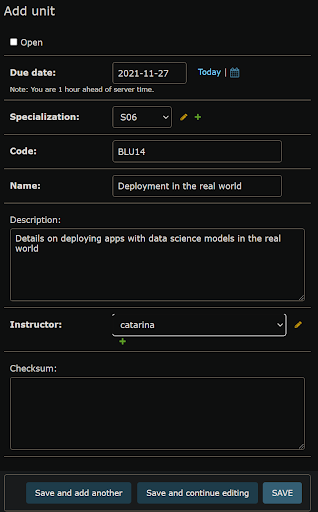 Add unit
Open
Due date: 2021-11-27 Today |
Note: You are 1 hour ahead of server time.
Specialization: S06
Code: BLU14
Name: Deployment in the real world
Description:
Details on deploying apps with data science models in the real
world
Instructor: catarina
Checksum:
Save and add another Save and continue editing SAVE